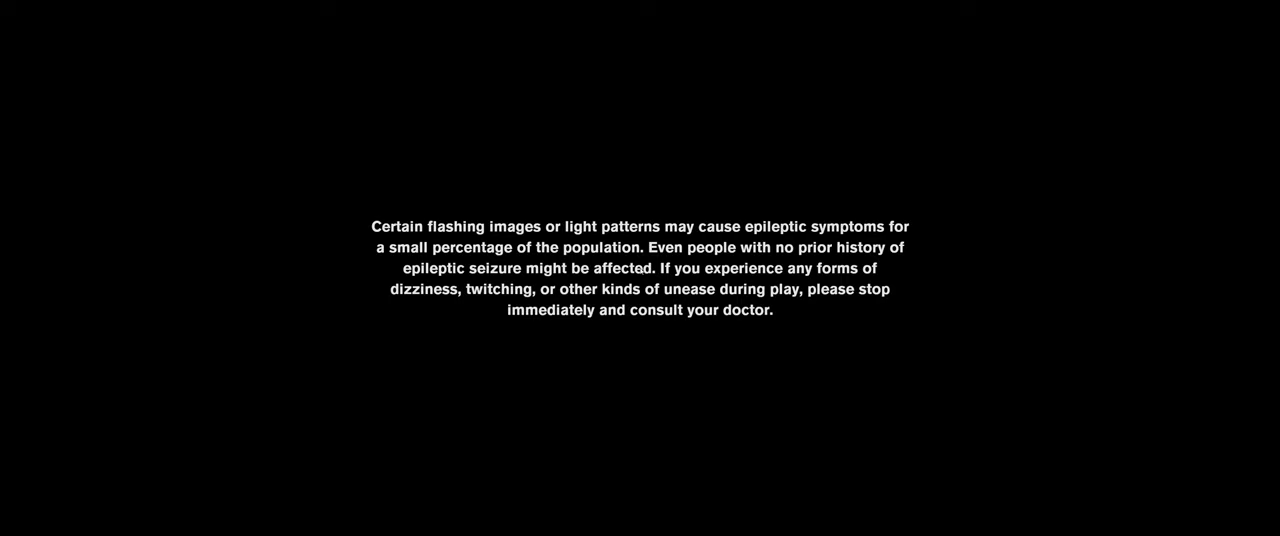 Certain flashing images or light patterns may cause epileptic symptoms for
a small percentage of the population. Even people with no prior history of
epileptic seizure might be affected. If you experience any forms of
dizziness, twitching, or other kinds of unease during play, please stop
immediately and consult your doctor.